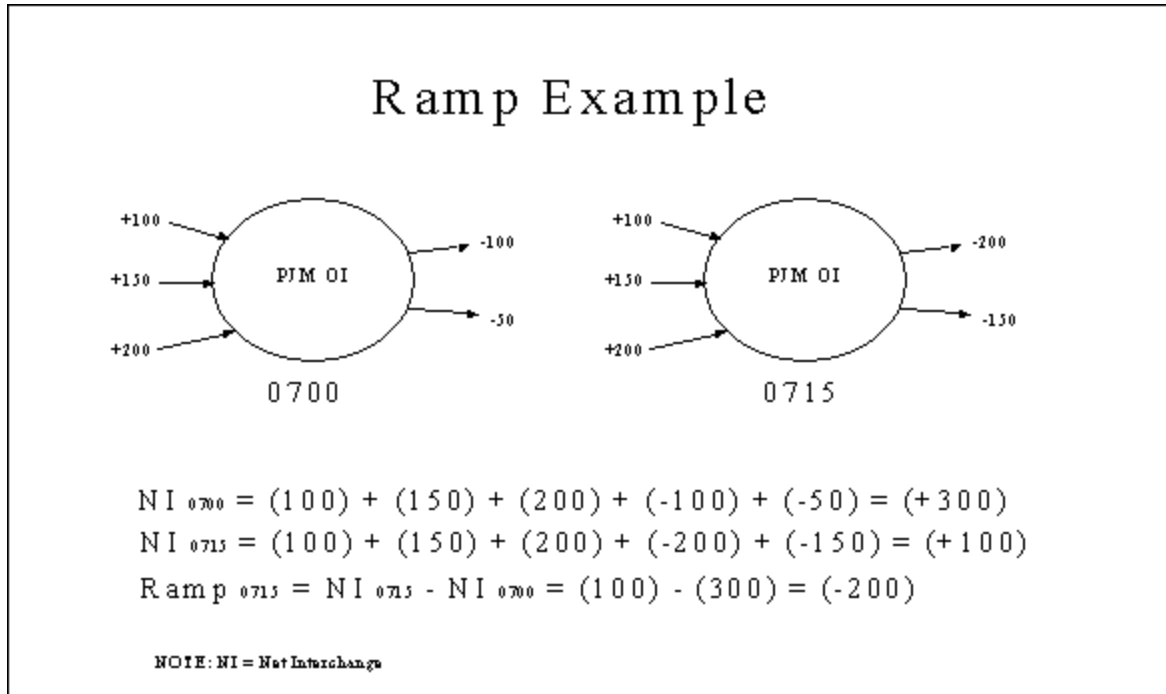 Ramp Example
+100
+150
+200
PJM OI
-100
-50
0700
+100
+150
+200
PJM OI
-200
-150
0715
NI 0700 = (100) + (150) + (200) + (-100) + (-50) = (+300)
NI 0715 = (100) + (150) + (200) + (-200) + (-150) = (+100)
Ramp 0715 = NI 0715 - NI 0700 = (100) - (300) = (-200)
NOTE: NI = Net Interchange